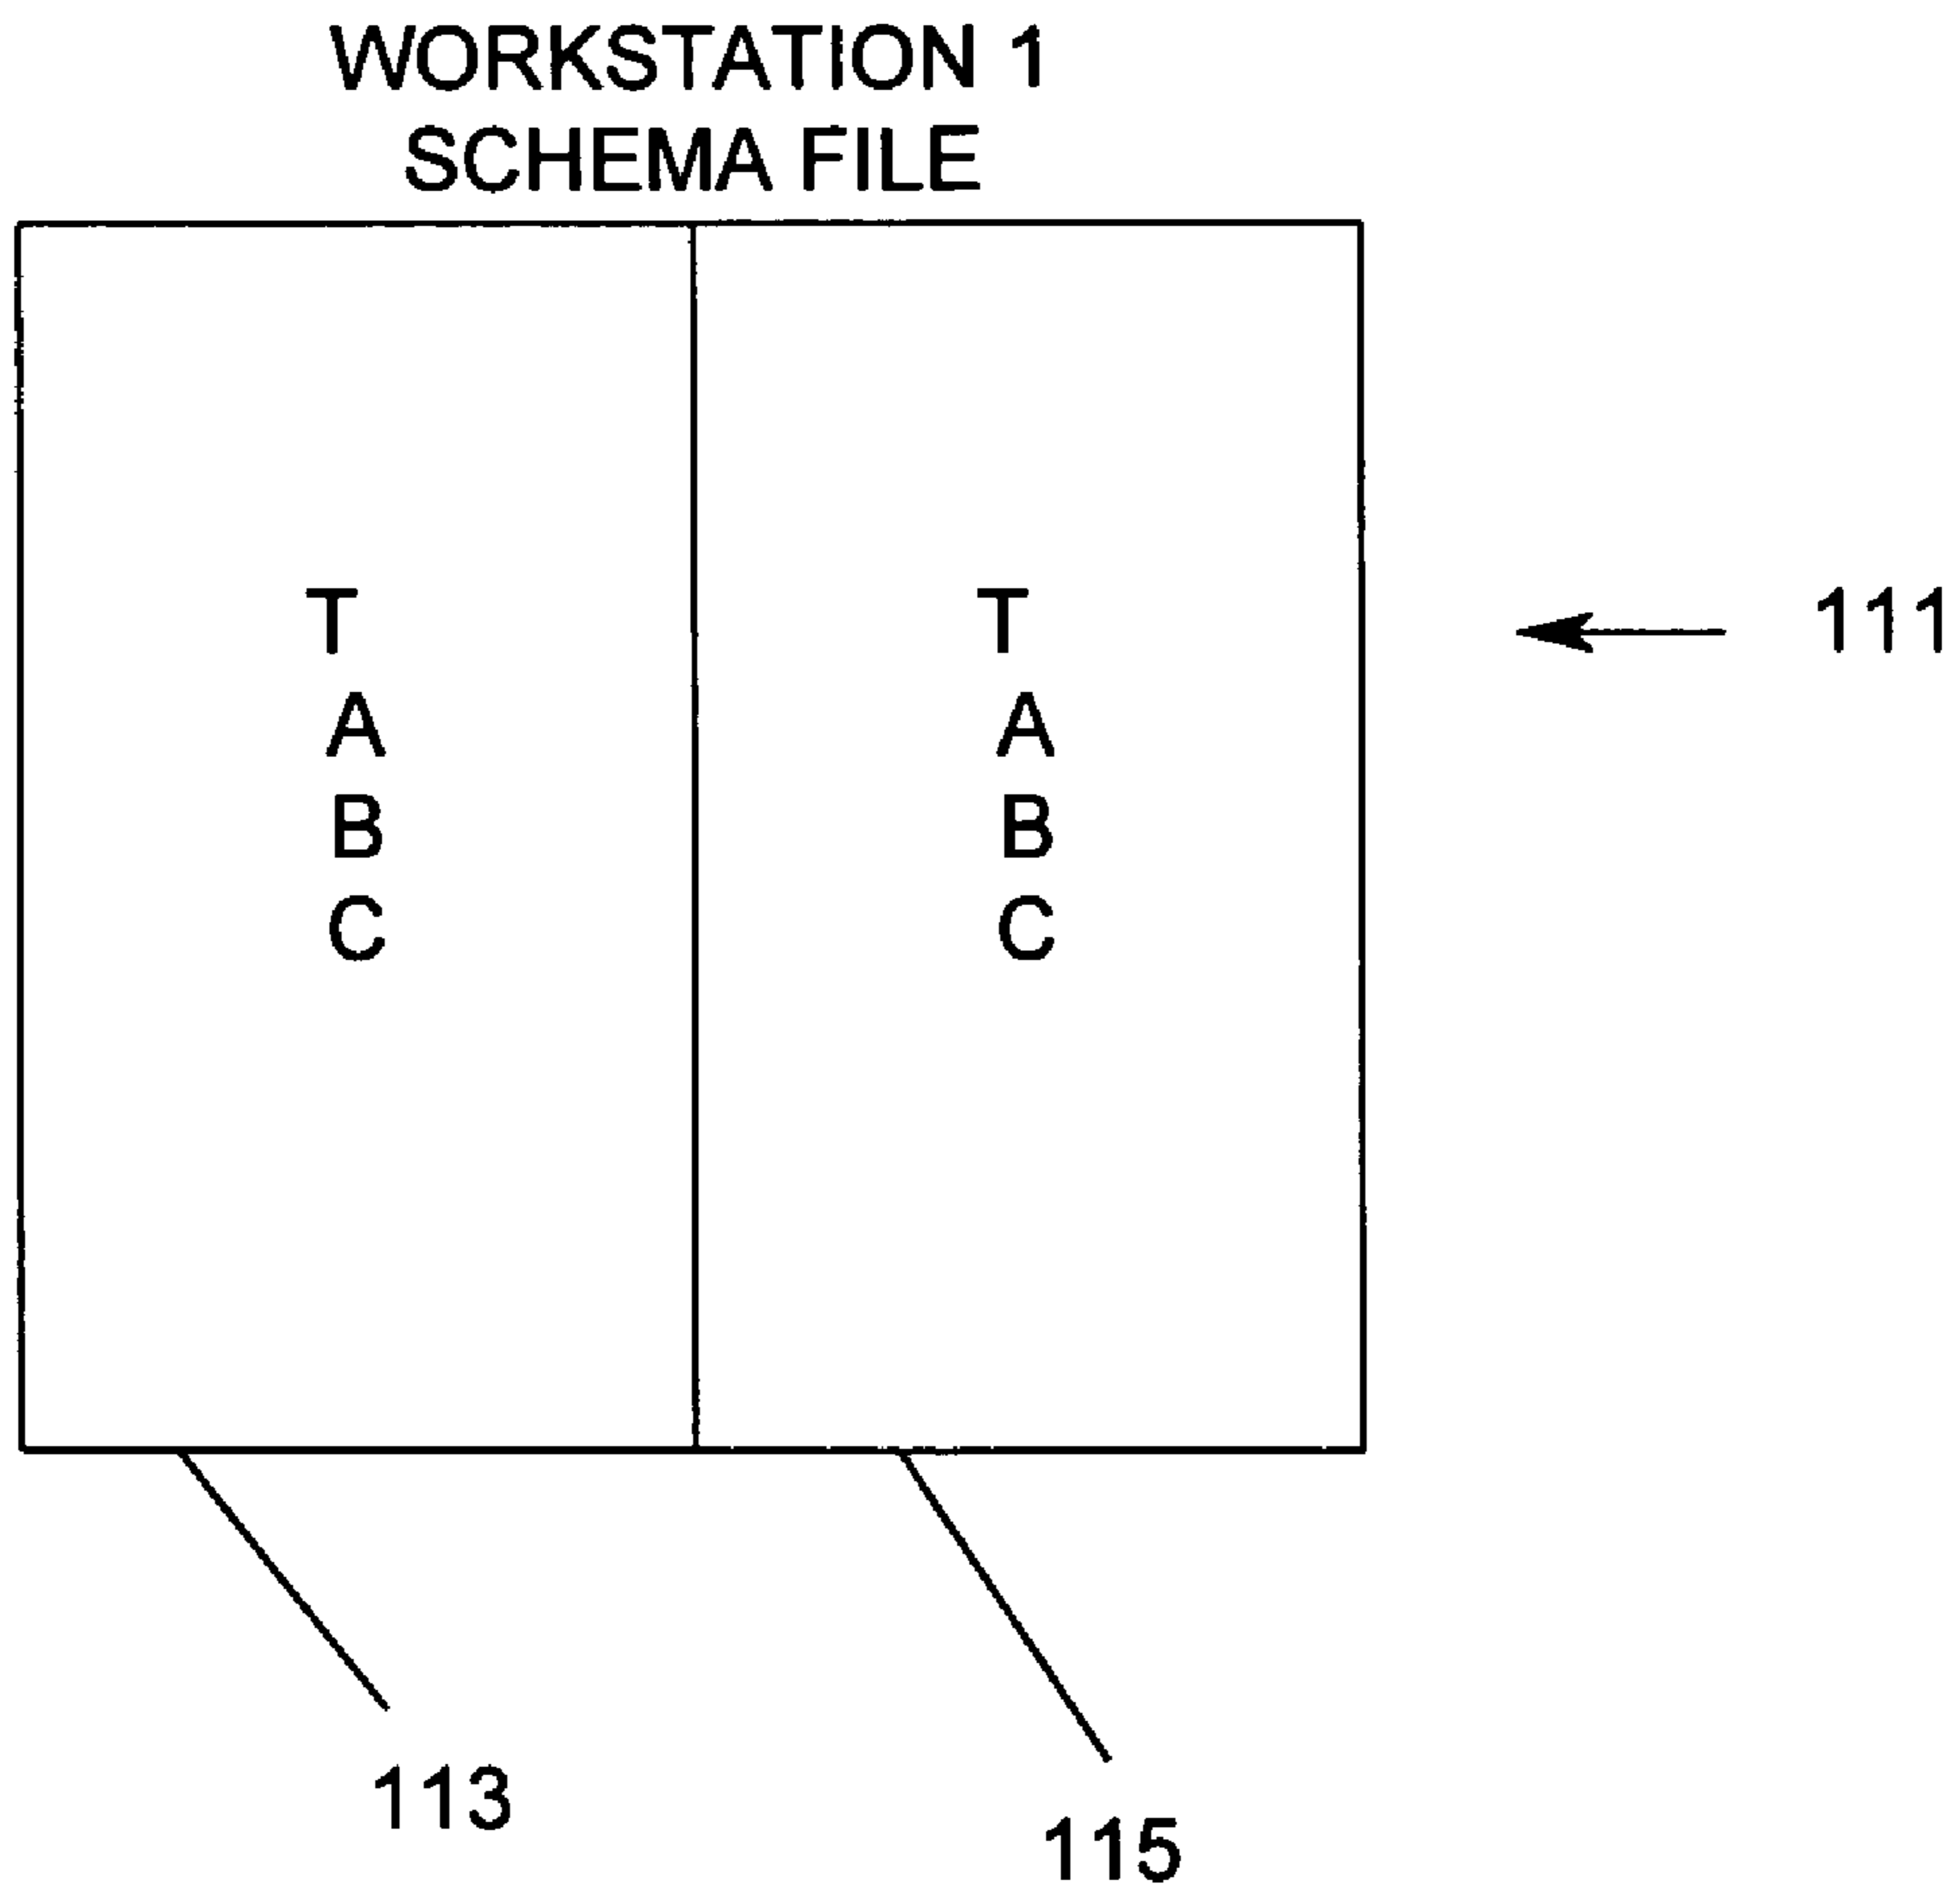 WORKSTATION 1
SCHEMA FILE
T T
A A
B B
C C
111
113
115